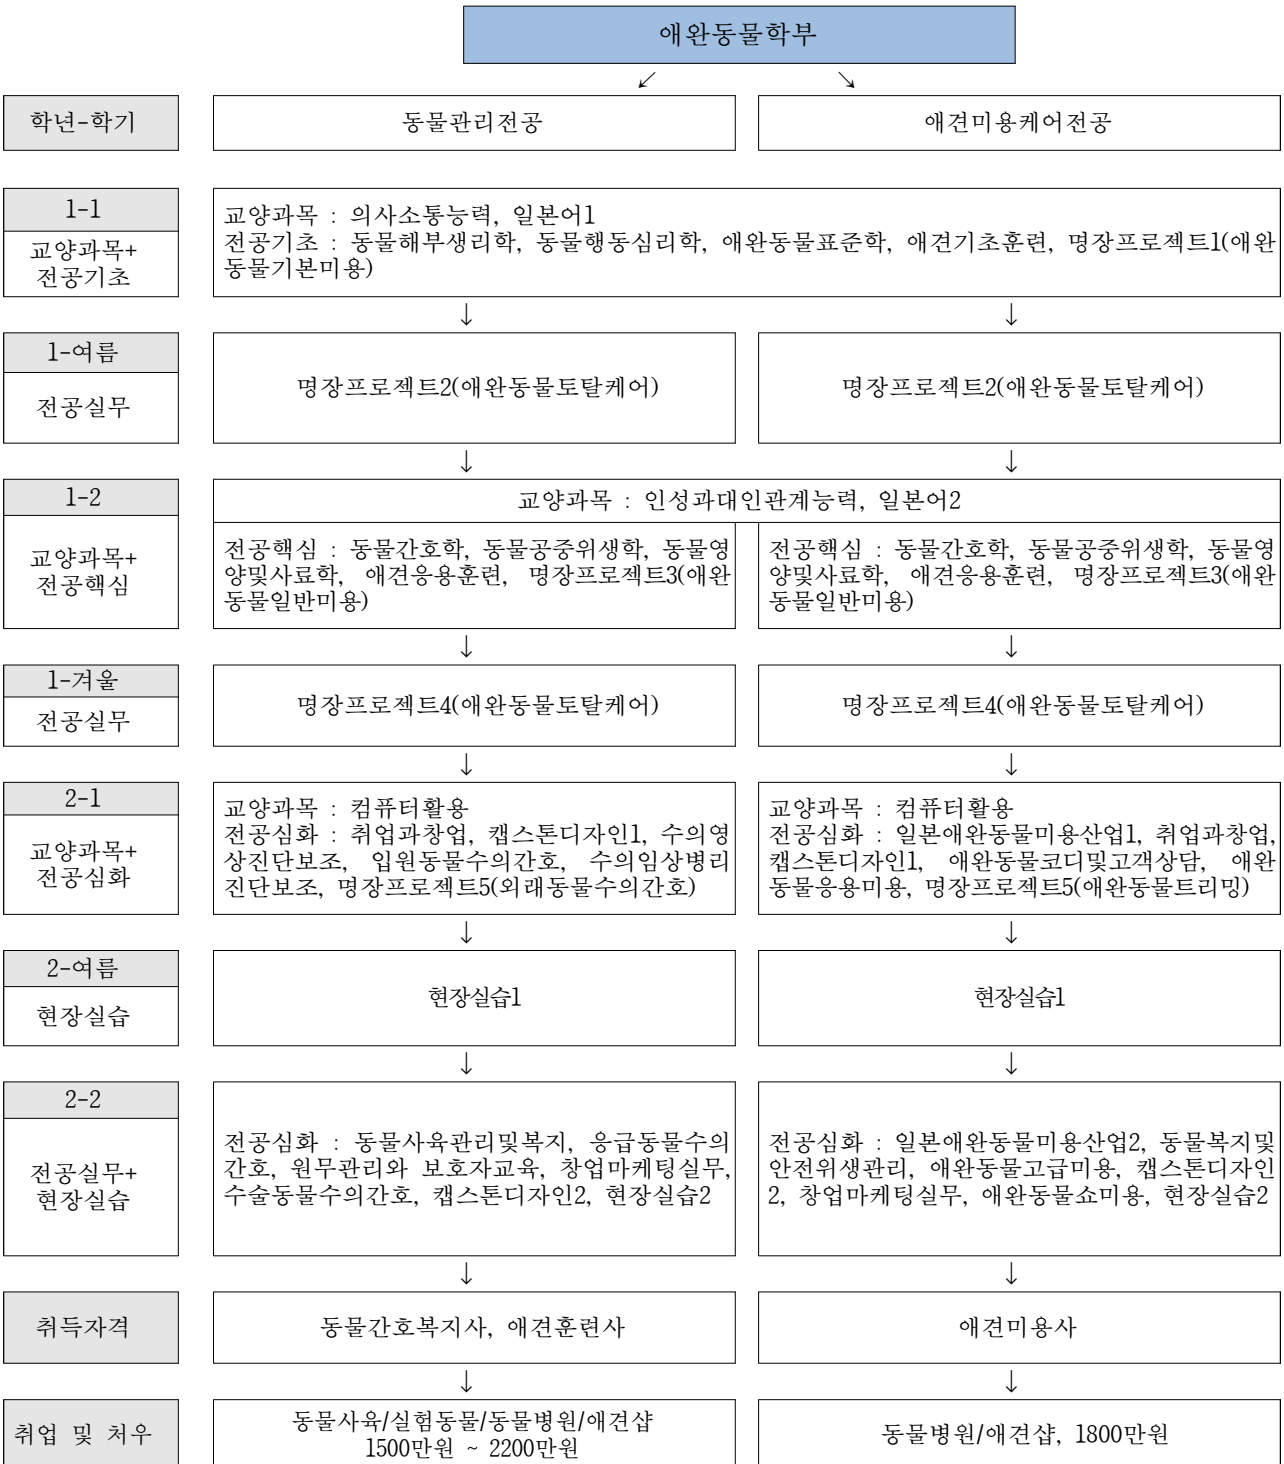 애완동물학부
↙ ↘
학년-학기
동물관리전공
애견미용케어전공
1-1
교양과목+
전공기초
교양과목 : 의사소통능력, 일본어1
전공기초 : 동물해부생리학, 동물행동심리학, 애완동물표준학, 애견기초훈련, 명장프로젝트1(애완
동물기본미용)
↓ ↓
1-여름
전공실무
명장프로젝트2(애완동물토탈케어)
명장프로젝트2(애완동물토탈케어)
↓ ↓
1-2
교양과목+
전공핵심
교양과목 : 인성과대인관계능력, 일본어2
전공핵심 : 동물간호학, 동물공중위생학, 동물영
양및사료학, 애견응용훈련, 명장프로젝트3(애완
동물일반미용)
전공핵심 : 동물간호학, 동물공중위생학, 동물영
양및사료학, 애견응용훈련, 명장프로젝트3(애완
동물일반미용)
↓ ↓
1-겨울
전공실무
명장프로젝트4(애완동물토탈케어)
명장프로젝트4(애완동물토탈케어)
↓ ↓
2-1
교양과목+
전공심화
교양과목 : 컴퓨터활용
전공심화 : 취업과창업, 캡스톤디자인1, 수의영
상진단보조, 입원동물수의간호, 수의임상병리
진단보조, 명장프로젝트5(외래동물수의간호)
교양과목 : 컴퓨터활용
전공심화 : 일본애완동물미용산업1, 취업과창업,
캡스톤디자인1, 애완동물코디및고객상담, 애완
동물응용미용, 명장프로젝트5(애완동물트리밍)
↓ ↓
2-여름
현장실습
현장실습1
현장실습1
↓ ↓
2-2
전공실무+
현장실습
전공심화 : 동물사육관리및복지, 응급동물수의
간호, 원무관리와 보호자교육, 창업마케팅실무,
수술동물수의간호, 캡스톤디자인2, 현장실습2
전공심화 : 일본애완동물미용산업2, 동물복지및
안전위생관리, 애완동물고급미용, 캡스톤디자인
2, 창업마케팅실무, 애완동물쇼미용, 현장실습2
↓ ↓
취득자격
동물간호복지사, 애견훈련사
애견미용사
↓ ↓
취업 및 처우
동물사육/실험동물/동물병원/애견샵
1500만원 ~ 2200만원
동물병원/애견샵, 1800만원